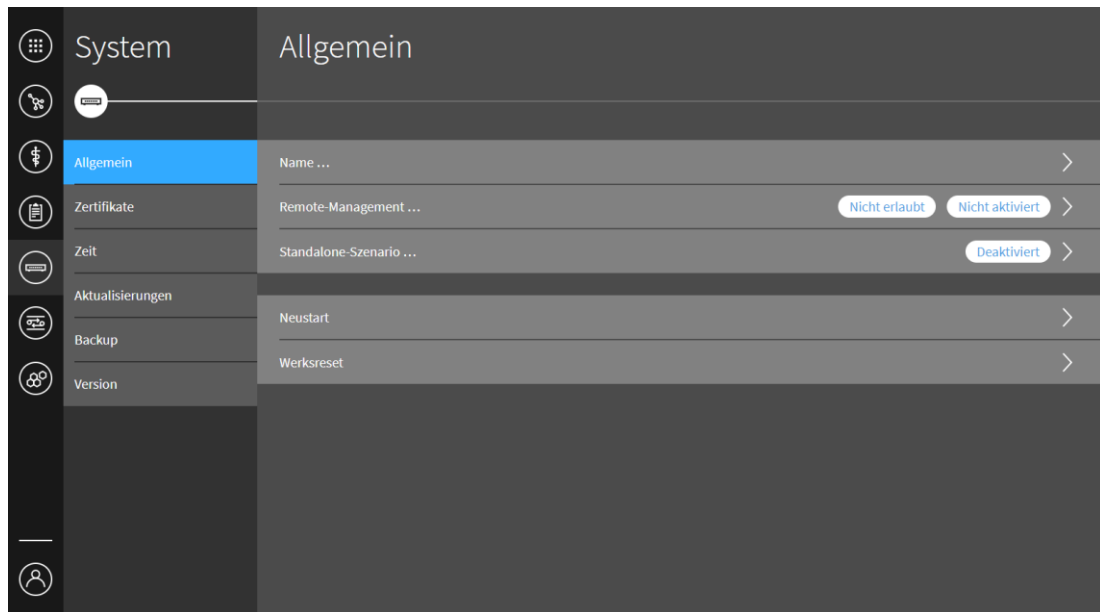 System
Allgemein
Allgemein
Zertifikate
Zeit
Aktualisierungen
Backup
Version
Name ...
Remote-Management ... Nicht erlaubt Nicht aktiviert
Standalone-Szenario ... Deaktiviert
Neustart
Werksreset